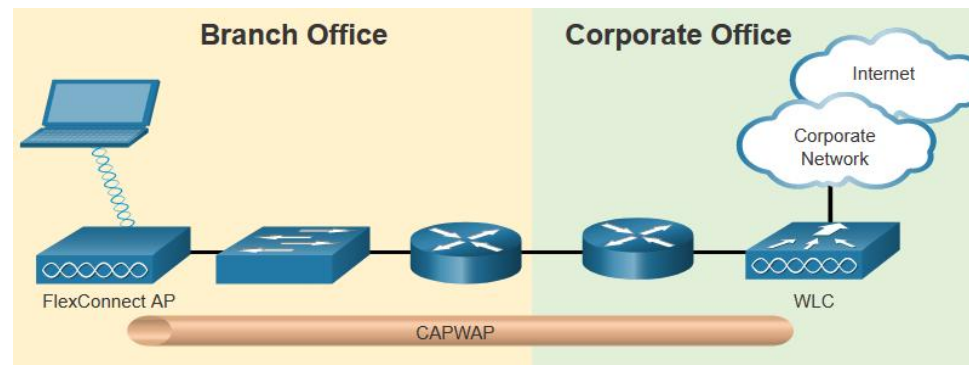 Branch Office
Corporate Office
Internet
Corporate
Network
FlexConnect AP
WLC
CAPWAP